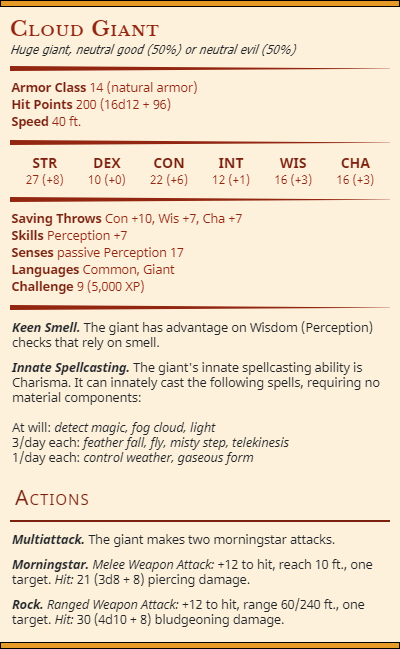 Cloud Giant
Huge giant, neutral good (50%) or neutral evil (50%)
Armor Class 14 (natural armor)
Hit Points 200 (16d12 + 96)
Speed 40 ft.
STR DEX CON INT WIS CHA
27 (+8) 10 (+0) 22 (+6) 12 (+1) 16 (+3) 16 (+3)
Saving Throws Con +10, Wis +7, Cha +7
Skills Perception +7
Senses passive Perception 17
Languages Common, Giant
Challenge 9 (5,000 XP)
Keen Smell. The giant has advantage on Wisdom (Perception)
checks that rely on smell.
Innate Spellcasting. The giant's innate spellcasting ability is
Charisma. It can innately cast the following spells, requiring no
material components:
At will: detect magic, fog cloud, light
3/day each: feather fall, fly, misty step, telekinesis
1/day each: control weather, gaseous form
Actions
Multiattack. The giant makes two morningstar attacks.
Morningstar. Melee Weapon Attack: +12 to hit, reach 10 ft., one
target. Hit: 21 (3d8 + 8) piercing damage.
Rock. Ranged Weapon Attack: +12 to hit, range 60/240 ft., one
target. Hit: 30 (4d10 + 8) bludgeoning damage.